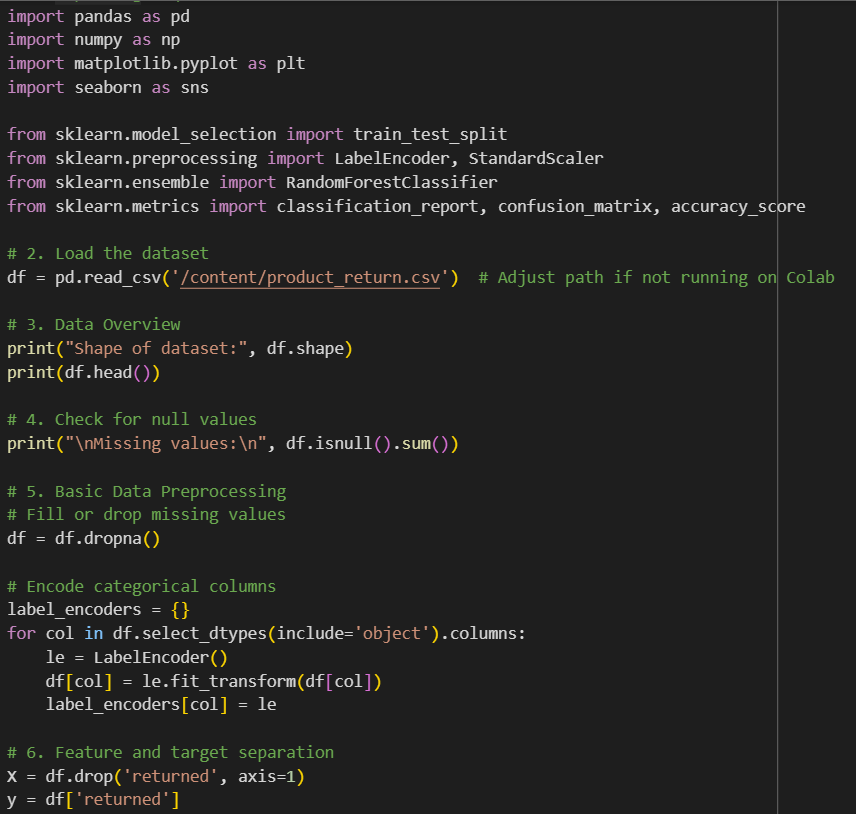 import pandas as pd
import numpy as np
import matplotlib.pyplot as plt
import seaborn as sns
from sklearn.model_selection import train_test_split
from sklearn.preprocessing import LabelEncoder, StandardScaler
from sklearn.ensemble import RandomForestClassifier
from sklearn.metrics import classification_report, confusion_matrix, accuracy_score
# 2. Load the dataset
df = pd.read_csv('/content/product_return.csv')  # Adjust path if not running on Colab
# 3. Data Overview
print("Shape of dataset:", df.shape)
print(df.head())
# 4. Check for null values
print("\nMissing values:\n", df.isnull().sum())
# 5. Basic Data Preprocessing
# Fill or drop missing values
df = df.dropna()
# Encode categorical columns
label_encoders = {}
for col in df.select_dtypes(include='object').columns:
    le = LabelEncoder()
    df[col] = le.fit_transform(df[col])
    label_encoders[col] = le
# 6. Feature and target separation
X = df.drop('returned', axis=1)
y = df['returned']